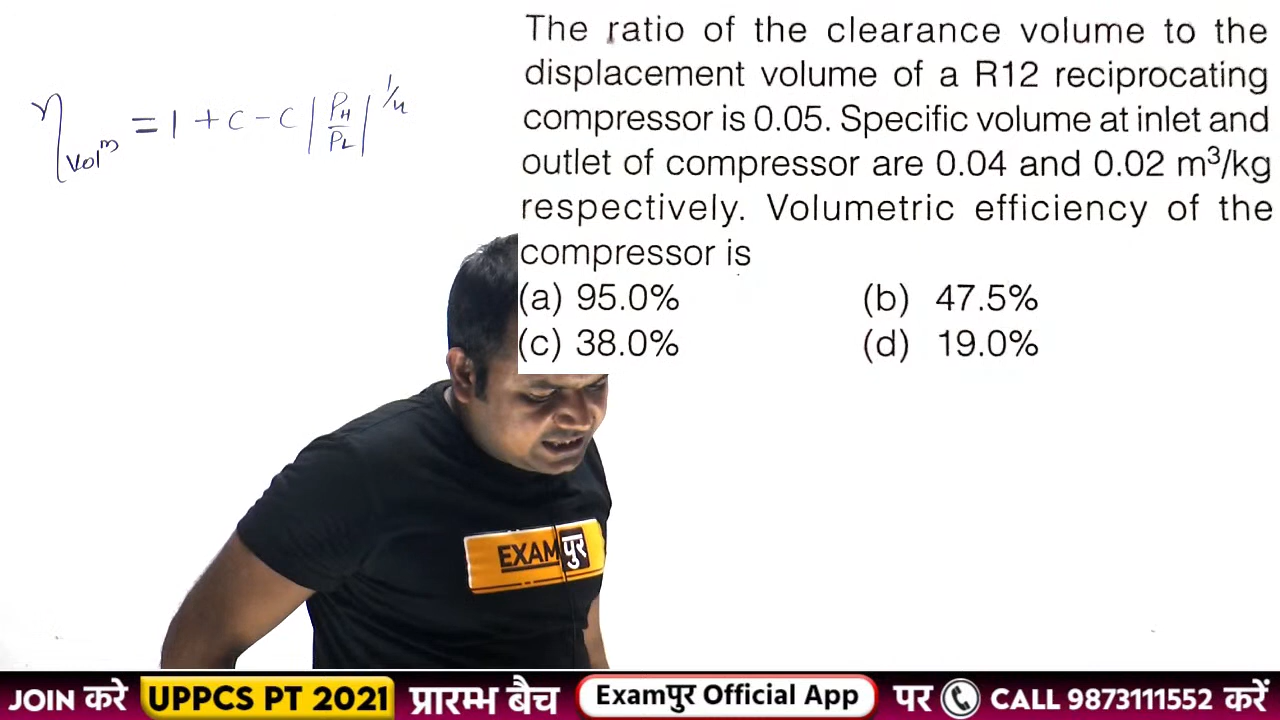 The ratio of the clearance volume to the
displacement volume of a R12 reciprocating
compressor is 0.05. Specific volume at inlet and
outlet of compressor are 0.04 and 0.02 m³/kg
respectively. Volumetric efficiency of the
compressor is
(a) 95.0%
(b) 47.5%
(c) 38.0%
(d) 19.0%
η_volm = 1 + C - C |P_H/P_L|^1/n
EXAMपुर
JOIN करे UPPCS PT 2021 प्रारम्भ बैच Examपुर Official App पर CALL 9873111552 करें